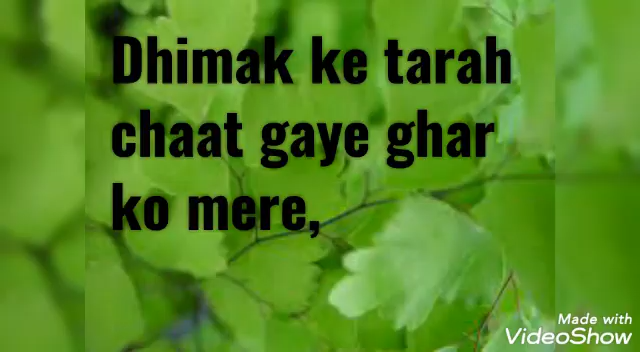 Dhimak ke tarah
chaat gaye ghar
ko mere,
Made with
VideoShow